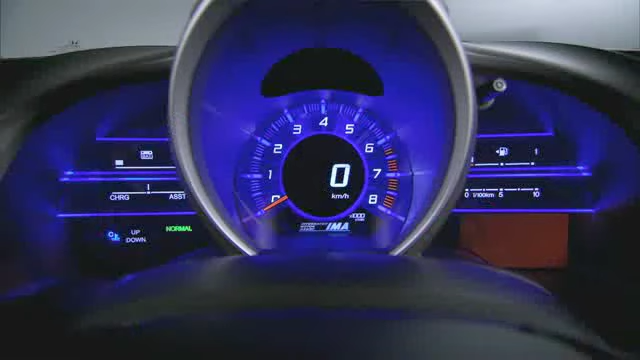 0
1
2
3
4
5
6
7
8
0
km/h
x1000
IMA
CHRG ASST
UP
DOWN
NORMAL
1
0 l/100km 5 10